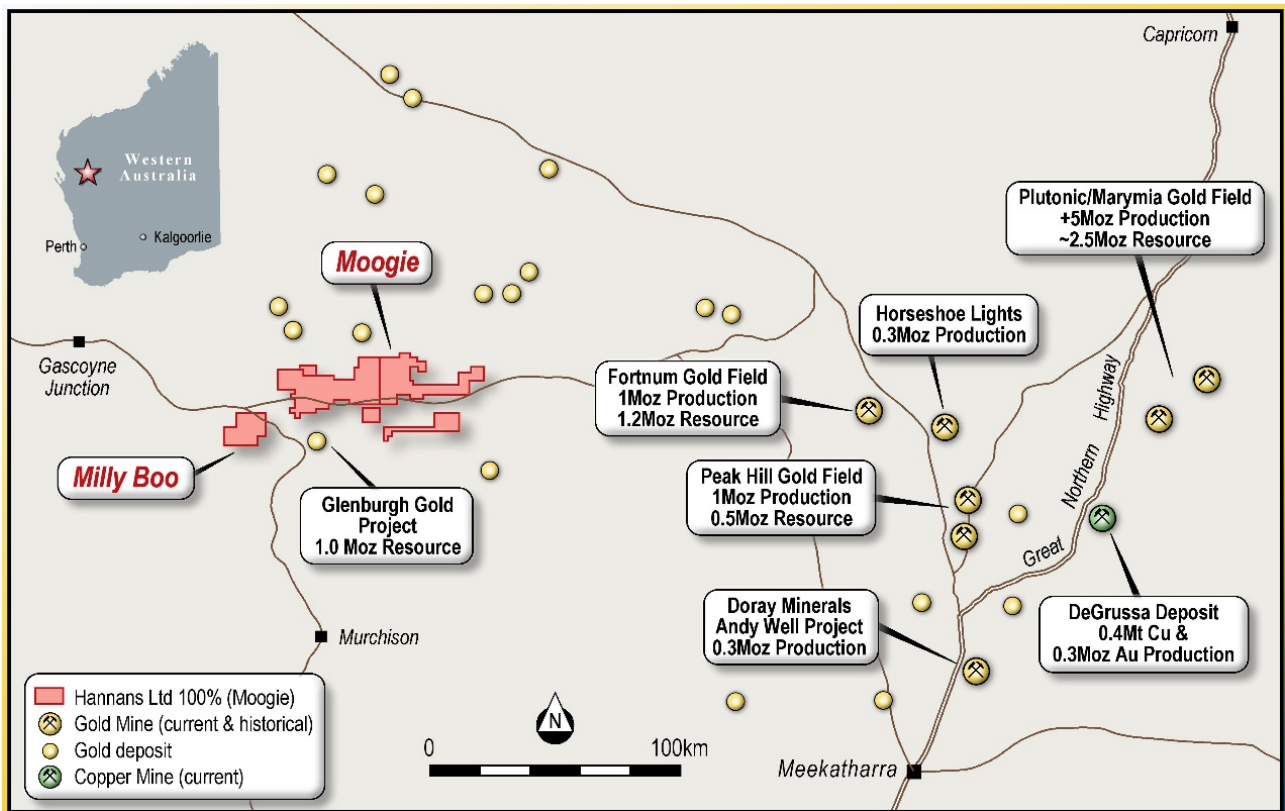 Capricorn
Western
Australia
Perth
Kalgoorlie
Plutonic/Marymia Gold Field
+5Moz Production
~2.5Moz Resource
Moogie
Horseshoe Lights
0.3Moz Production
Gascoyne
Junction
Fortnum Gold Field
1Moz Production
1.2Moz Resource
Great Northern Highway
Milly Boo
Glenburgh Gold
Project
1.0 Moz Resource
Peak Hill Gold Field
1Moz Production
0.5Moz Resource
Doray Minerals
Andy Well Project
0.3Moz Production
DeGrussa Deposit
0.4Mt Cu &
0.3Moz Au Production
Murchison
Hannans Ltd 100% (Moogie)
Gold Mine (current & historical)
Gold deposit
Copper Mine (current)
N
0 100km
Meekatharra